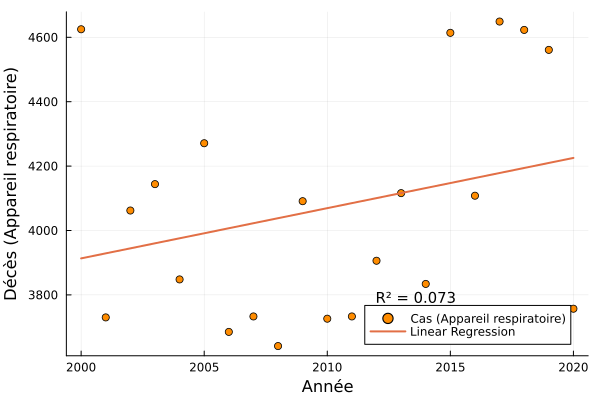 4600
4400
4200
4000
3800
Décès (Appareil respiratoire)
R² = 0.073
Cas (Appareil respiratoire)
Linear Regression
2000 2005 2010 2015 2020
Année